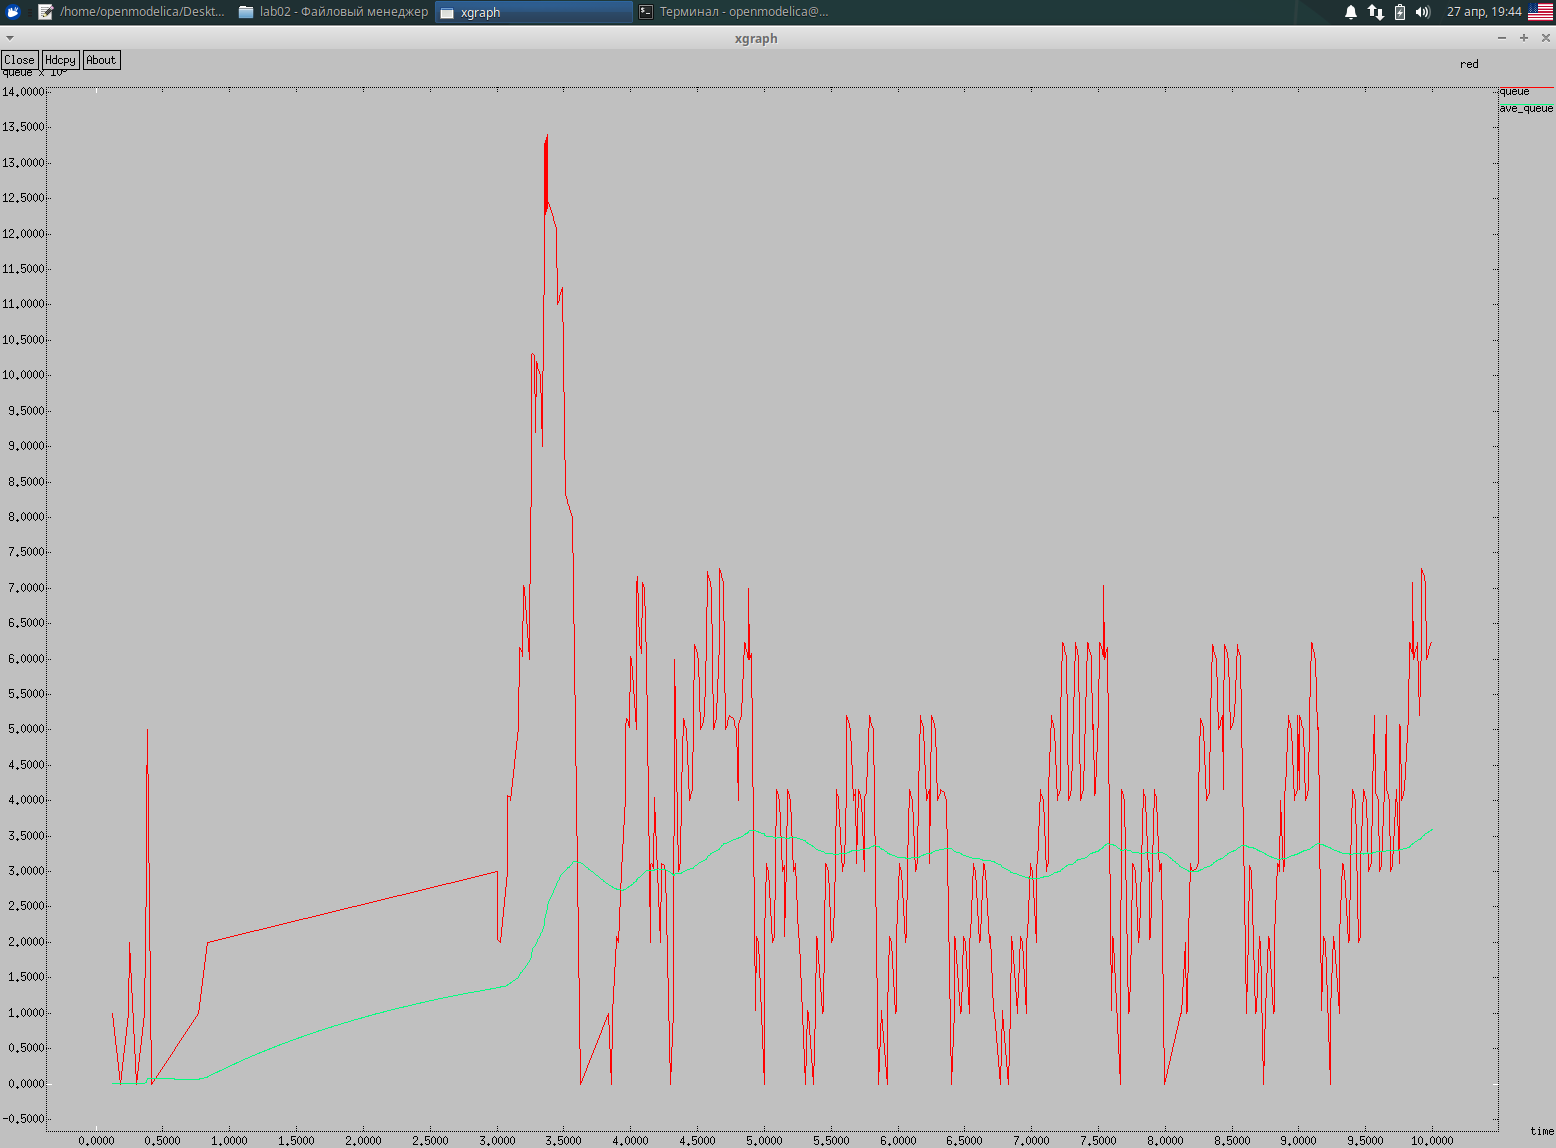 /home/openmodelica/Deskt...
lab02 - Файловый менеджер
xgraph
Терминал - openmodelica@...
27 апр, 19:44
xgraph
Close
Hdcpy
About
red
queue
ave_queue
14.0000
13.5000
13.0000
12.5000
12.0000
11.5000
11.0000
10.5000
10.0000
9.5000
9.0000
8.5000
8.0000
7.5000
7.0000
6.5000
6.0000
5.5000
5.0000
4.5000
4.0000
3.5000
3.0000
2.5000
2.0000
1.5000
1.0000
0.5000
0.0000
-0.5000
time
0.0000 0.5000 1.0000 1.5000 2.0000 2.5000 3.0000 3.5000 4.0000 4.5000 5.0000 5.5000 6.0000 6.5000 7.0000 7.5000 8.0000 8.5000 9.0000 9.5000 10.0000